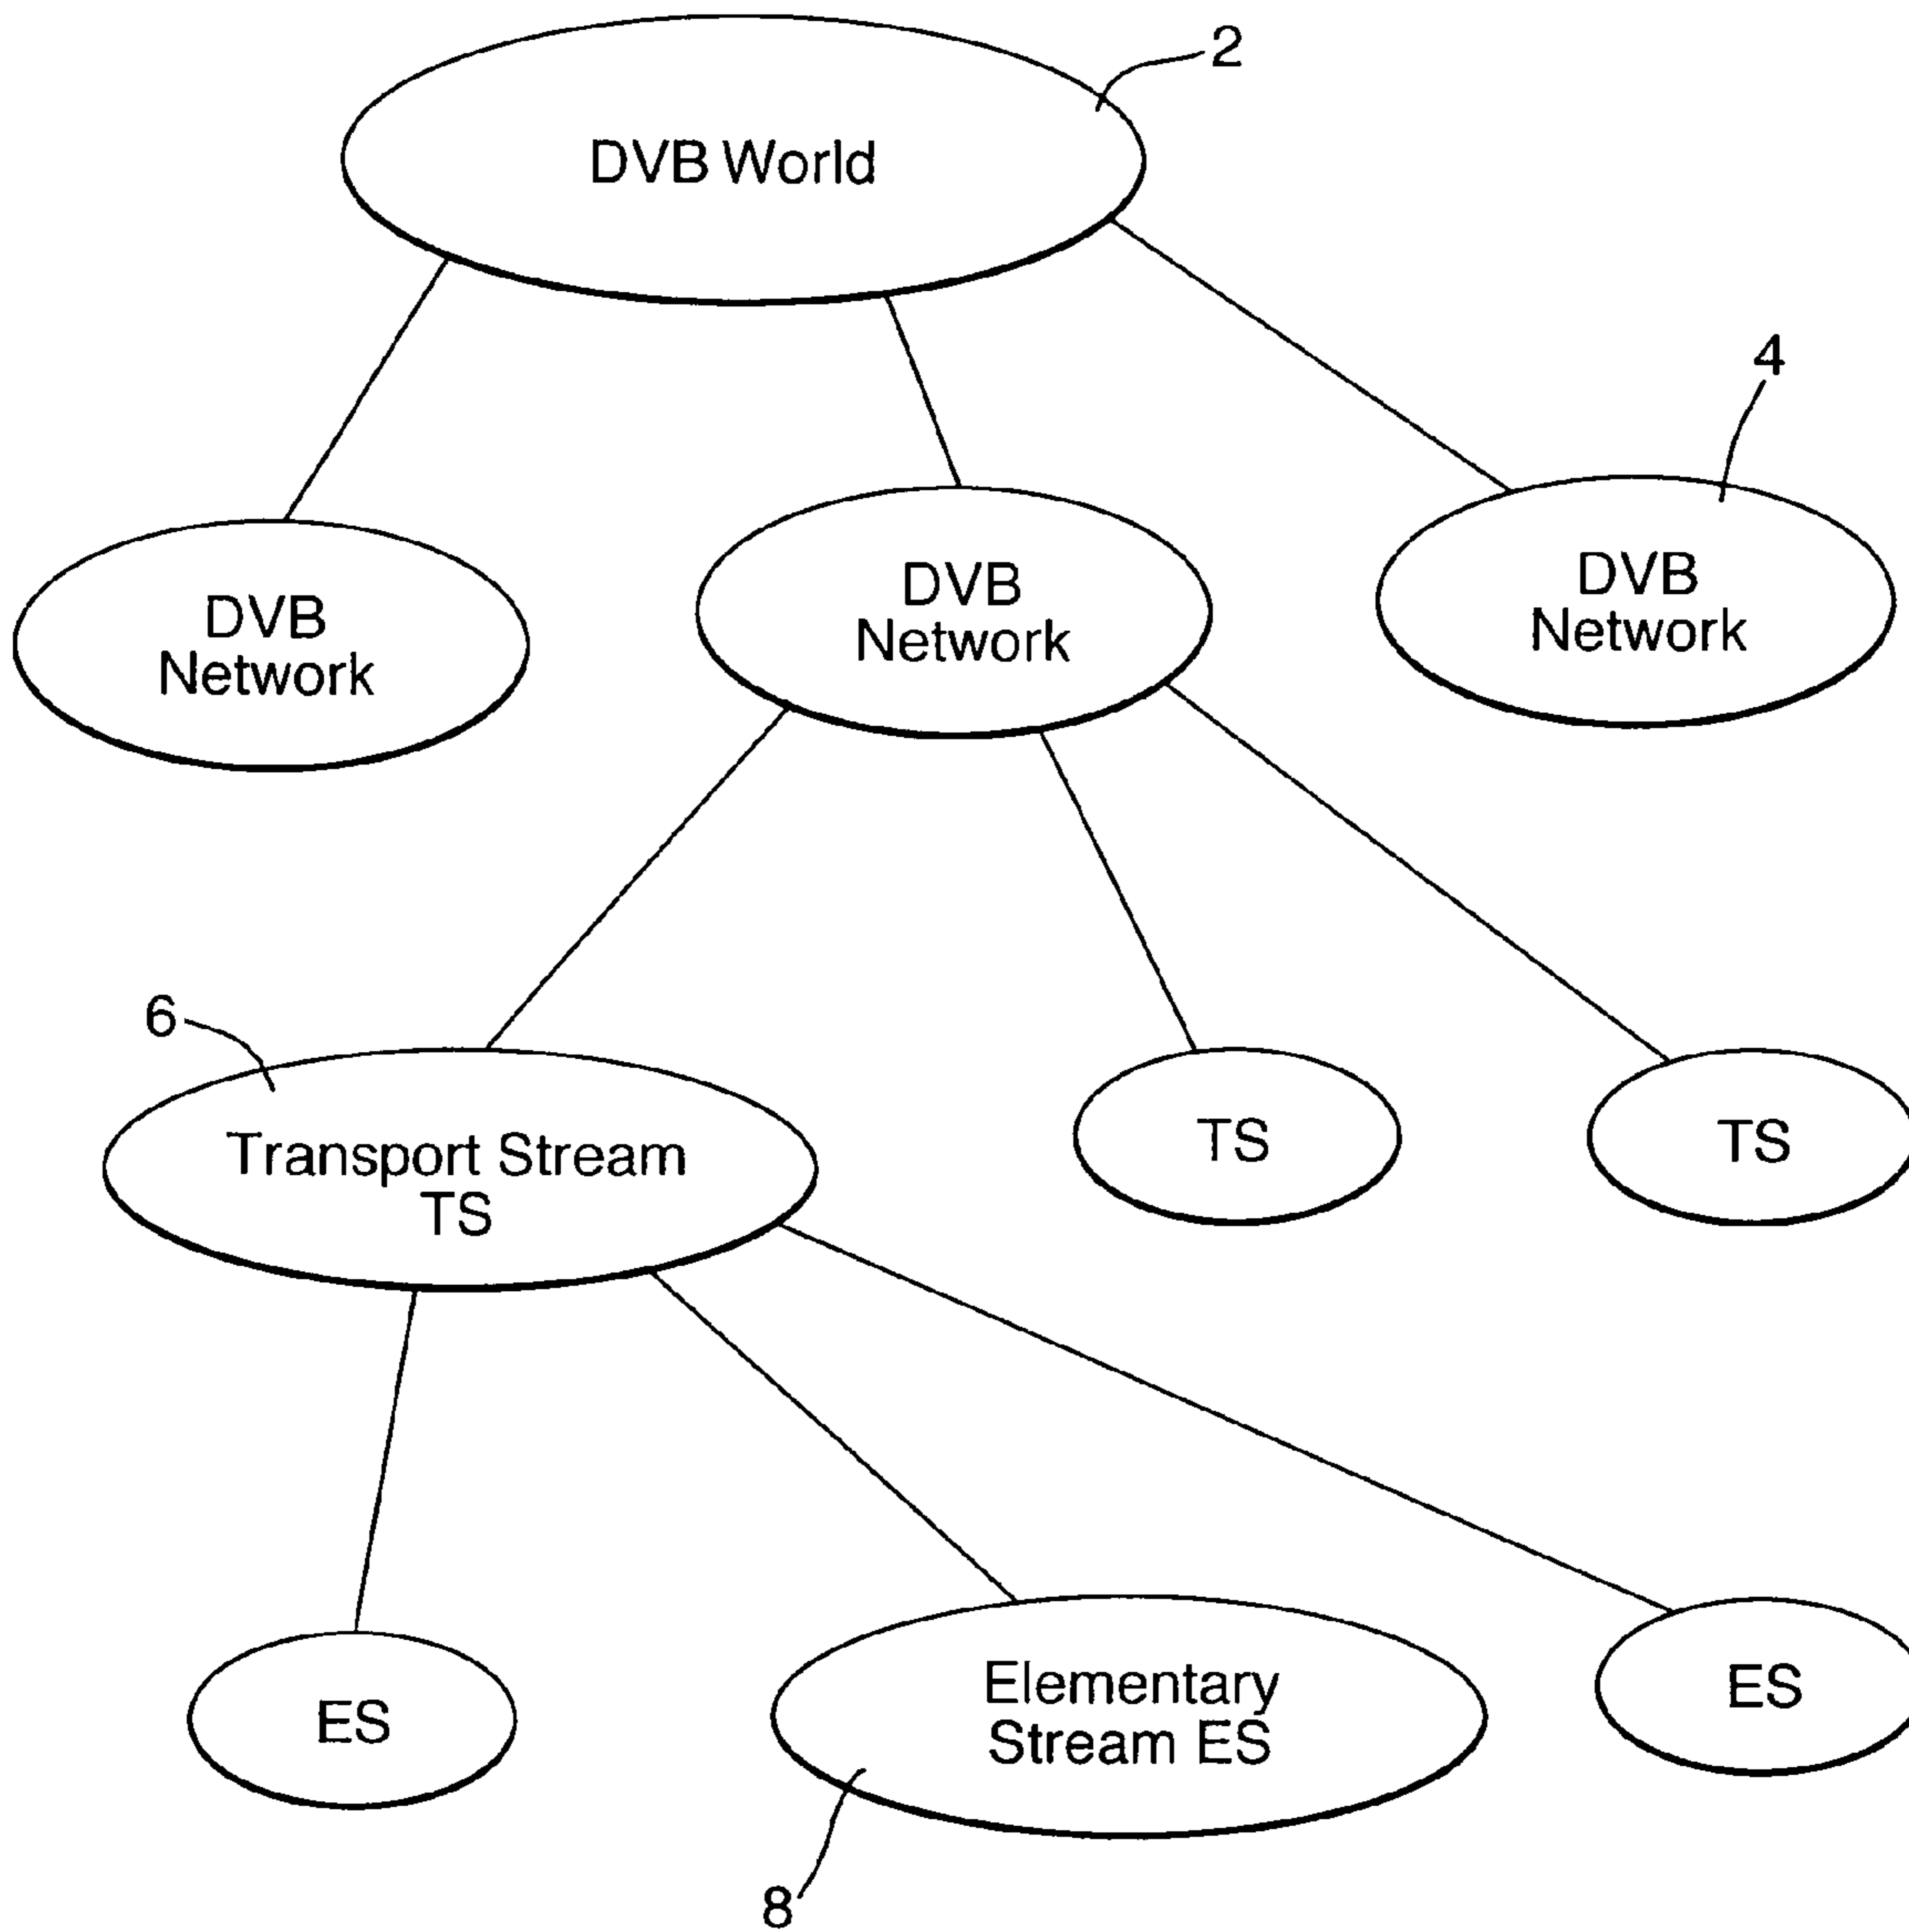 2
DVB World
4
DVB
Network
DVB
Network
DVB
Network
6
Transport Stream
TS
TS
TS
ES
Elementary
Stream ES
ES
8